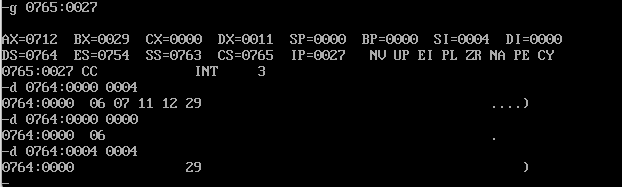 -g 0765:0027
AX=0712  BX=0029  CX=0000  DX=0011  SP=0000  BP=0000  SI=0004  DI=0000
DS=0764  ES=0754  SS=0763  CS=0765  IP=0027   NV UP EI PL ZR NA PE CY
0765:0027 CC            INT     3
-d 0764:0000 0004
0764:0000  06 07 11 12 29                                    ....)
-d 0764:0000 0000
0764:0000  06                                                .
-d 0764:0004 0004
0764:0000              29                                        )
-